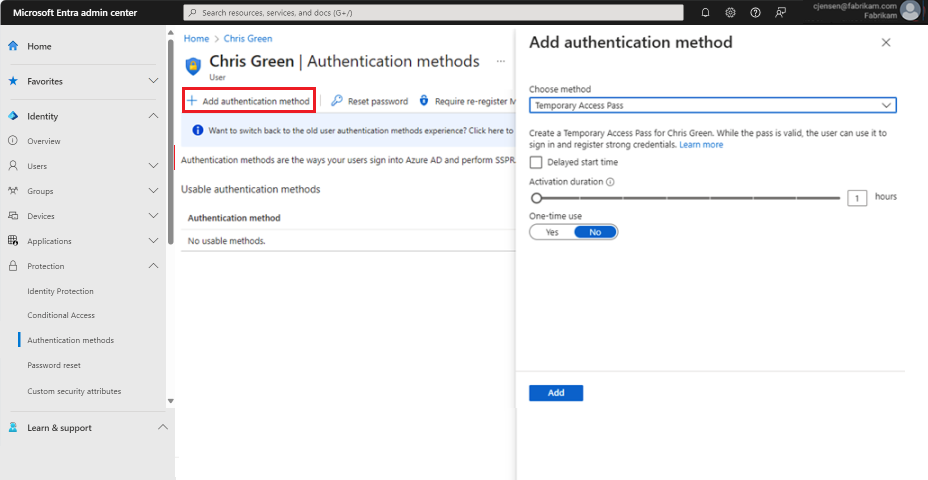 Microsoft Entra admin center
Search resources, services, and docs (G+/)
cjensen@fabrikam.com
Fabrikam
Home
Favorites
Identity
Overview
Users
Groups
Devices
Applications
Protection
Identity Protection
Conditional Access
Authentication methods
Password reset
Custom security attributes
Learn & support
Home > Chris Green
Chris Green | Authentication methods ...
User
Add authentication method
Reset password
Require re-register M
Want to switch back to the old user authentication methods experience? Click here to
Authentication methods are the ways your users sign into Azure AD and perform SSPR.
Usable authentication methods
Authentication method
No usable methods.
Add authentication method
Choose method
Temporary Access Pass
Create a Temporary Access Pass for Chris Green. While the pass is valid, the user can use it to
sign in and register strong credentials. Learn more
Delayed start time
Activation duration
1 hours
One-time use
Yes No
Add